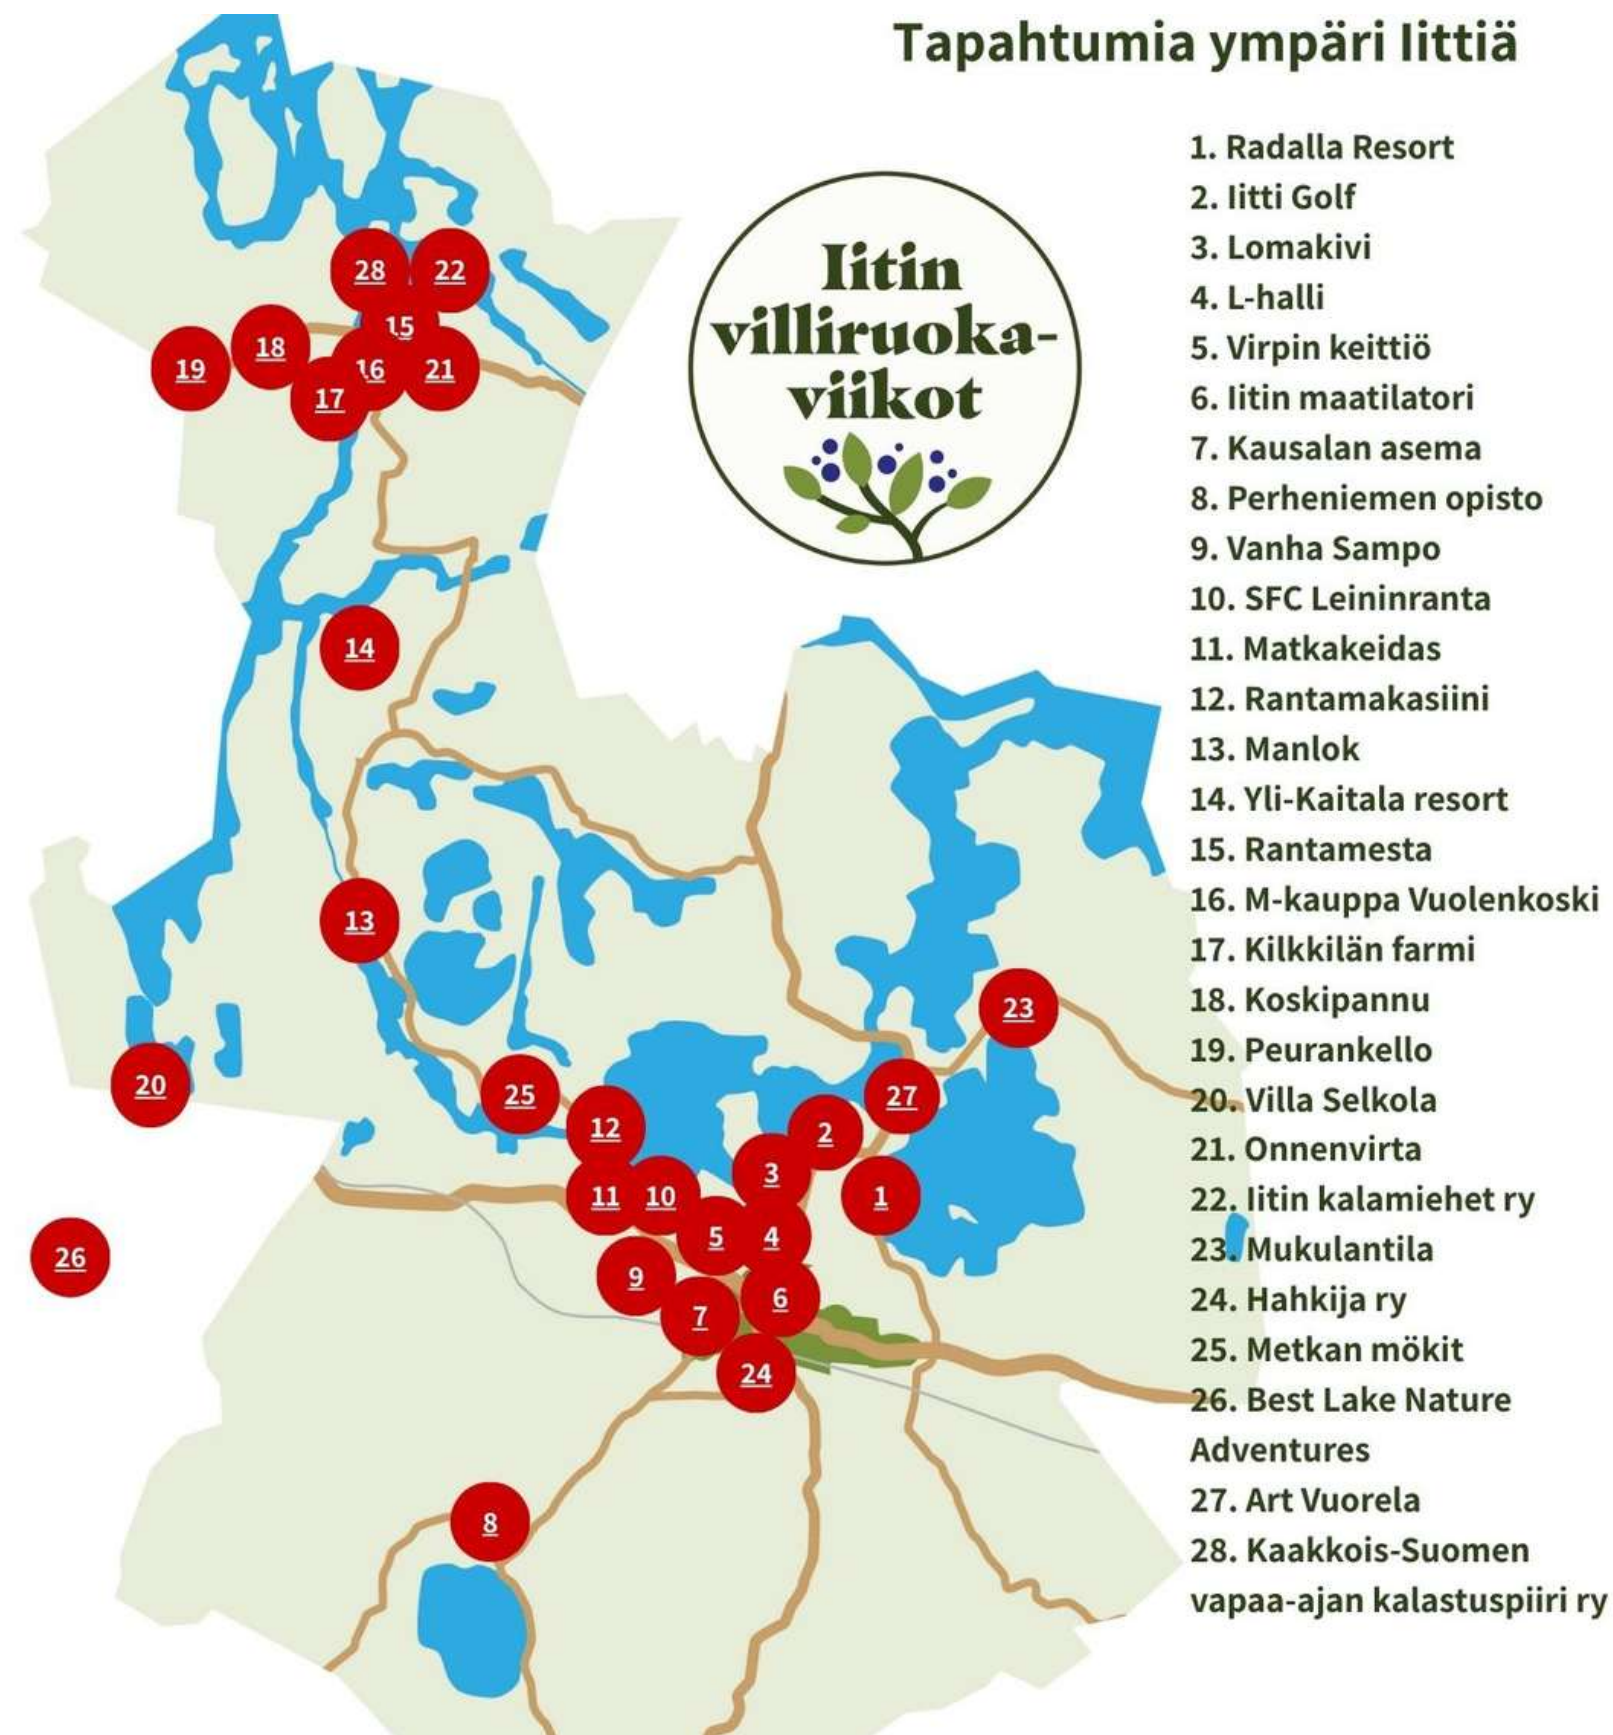 Tapahtumia ympäri Iittiä
Iitin
villiruoka-
viikot
1. Radalla Resort
2. Iitti Golf
3. Lomakivi
4. L-halli
5. Virpin keittiö
6. Iitin maatilatori
7. Kausalan asema
8. Perheniemen opisto
9. Vanha Sampo
10. SFC Leininranta
11. Matkakeidas
12. Rantamakasiini
13. Manlok
14. Yli-Kaitala resort
15. Rantamesta
16. M-kauppa Vuolenkoski
17. Kilkkilän farmi
18. Koskipannu
19. Peurankello
20. Villa Selkola
21. Onnenvirta
22. Iitin kalamiehet ry
23. Mukulantila
24. Hahkija ry
25. Metkan mökit
26. Best Lake Nature
Adventures
27. Art Vuorela
28. Kaakkois-Suomen
vapaa-ajan kalastuspiiri ry
28
22
15
18
19
16
21
17
14
13
23
20
25
27
12
2
3
11
10
1
5
4
26
9
6
7
24
8